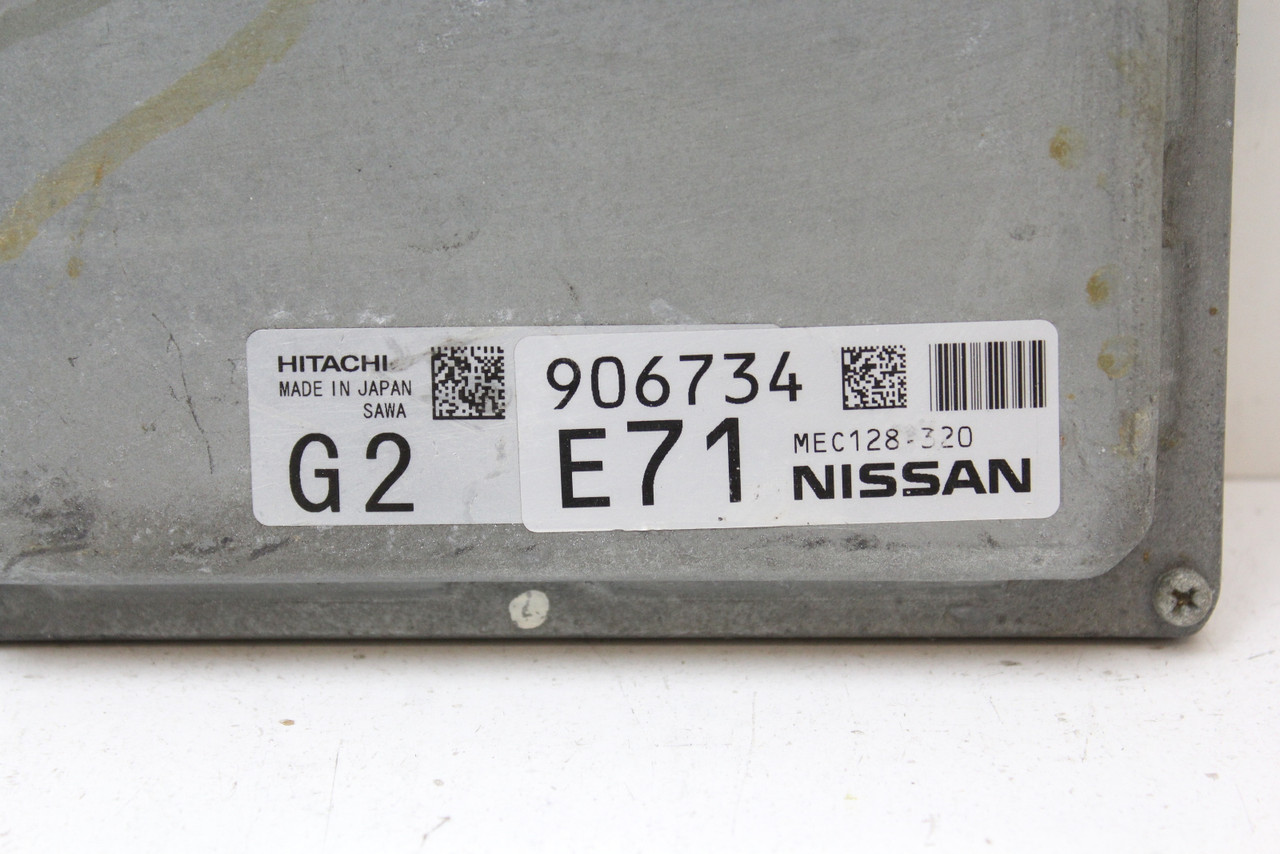 HITACHI
MADE IN JAPAN
SAWA
G2
906734
E71
MEC128-320
NISSAN